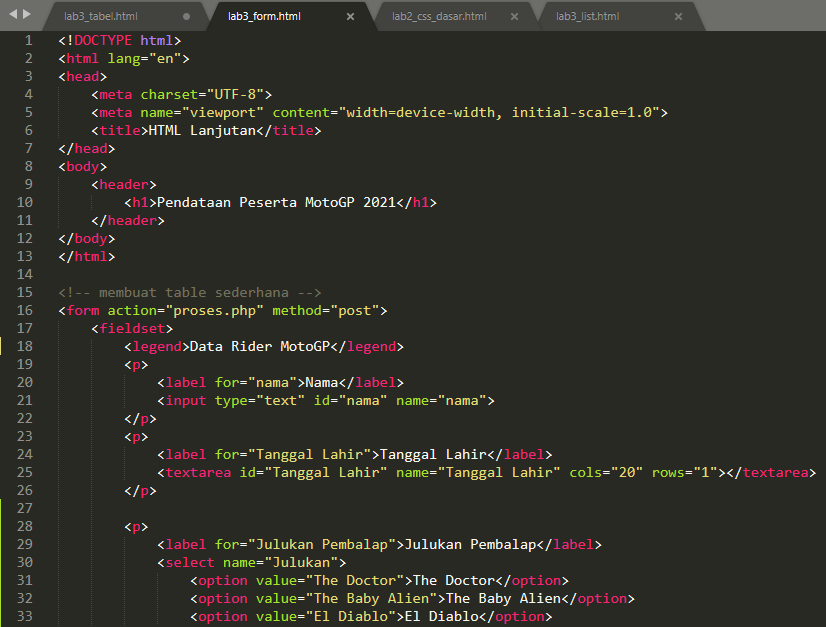 lab3_tabel.html
lab3_form.html
lab2_css_dasar.html
lab3_list.html
1 <!DOCTYPE html>
2 <html lang="en">
3 <head>
4     <meta charset="UTF-8">
5     <meta name="viewport" content="width=device-width, initial-scale=1.0">
6     <title>HTML Lanjutan</title>
7 </head>
8 <body>
9     <header>
10         <h1>Pendataan Peserta MotoGP 2021</h1>
11     </header>
12 </body>
13 </html>
14
15 <!-- membuat table sederhana -->
16 <form action="proses.php" method="post">
17     <fieldset>
18         <legend>Data Rider MotoGP</legend>
19         <p>
20             <label for="nama">Nama</label>
21             <input type="text" id="nama" name="nama">
22         </p>
23         <p>
24             <label for="Tanggal Lahir">Tanggal Lahir</label>
25             <textarea id="Tanggal Lahir" name="Tanggal Lahir" cols="20" rows="1"></textarea>
26         </p>
27
28         <p>
29             <label for="Julukan Pembalap">Julukan Pembalap</label>
30             <select name="Julukan">
31                 <option value="The Doctor">The Doctor</option>
32                 <option value="The Baby Alien">The Baby Alien</option>
33                 <option value="El Diablo">El Diablo</option>